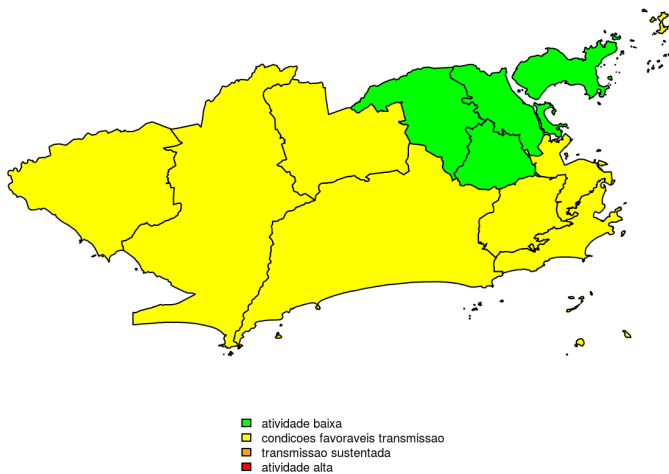 atividade baixa
condicoes favoraveis transmissao
transmissao sustentada
atividade alta